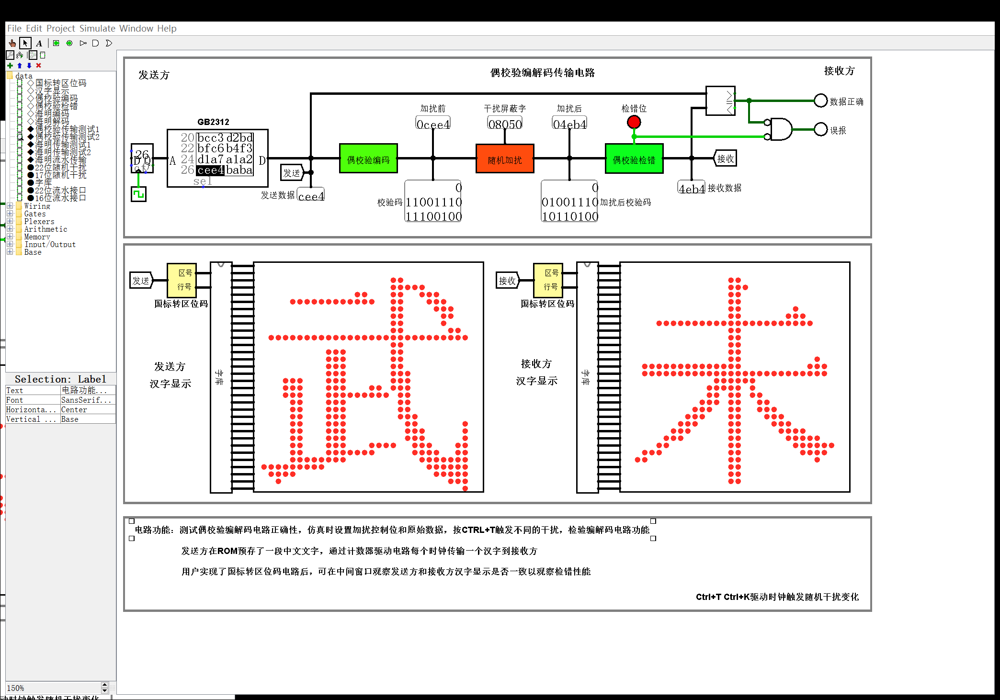 File Edit Project Simulate Window Help
A
data
国标转区位码
汉字显示
偶校验编码
偶校验检错
海明编码
海明解码
偶校验传输测试1
偶校验传输测试2
海明传输测试1
海明传输测试2
海明流水传输
22位随机干扰
17位随机干扰
字库
22位流水接口
16位流水接口
Wiring
Gates
Plexers
Arithmetic
Memory
Input/Output
Base
Selection: Label
Text 电路功能...
Font SansSerif...
Horizonta... Center
Vertical ... Base
150%
发送方
偶校验编解码传输电路
接收方
GB2312
26
D Q
A
20 bcc3 d2bd
22 bfc6 b4f3
24 d1a7 a1a2
26 cee4 baba
sel
D
发送
发送数据 cee4
偶校验编码
加扰前
0cee4
校验码
0
11001110
11100100
干扰屏蔽字
08050
随机加扰
加扰后
04eb4
0
01001110
10110100
加扰后校验码
检错位
偶校验检错
接收
4eb4 接收数据
数据正确
误报
发送
区号
行号
国标转区位码
字库
发送方
汉字显示
武
接收
区号
行号
国标转区位码
字库
接收方
汉字显示
未
电路功能：测试偶校验编解码电路正确性，仿真时设置加扰控制位和原始数据，按CTRL+T触发不同的干扰，检验编解码电路功能
发送方在ROM预存了一段中文文字，通过计数器驱动电路每个时钟传输一个汉字到接收方
用户实现了国标转区位码电路后，可在中间窗口观察发送方和接收方汉字显示是否一致以观察检错性能
Ctrl+T Ctrl+K驱动时钟触发随机干扰变化